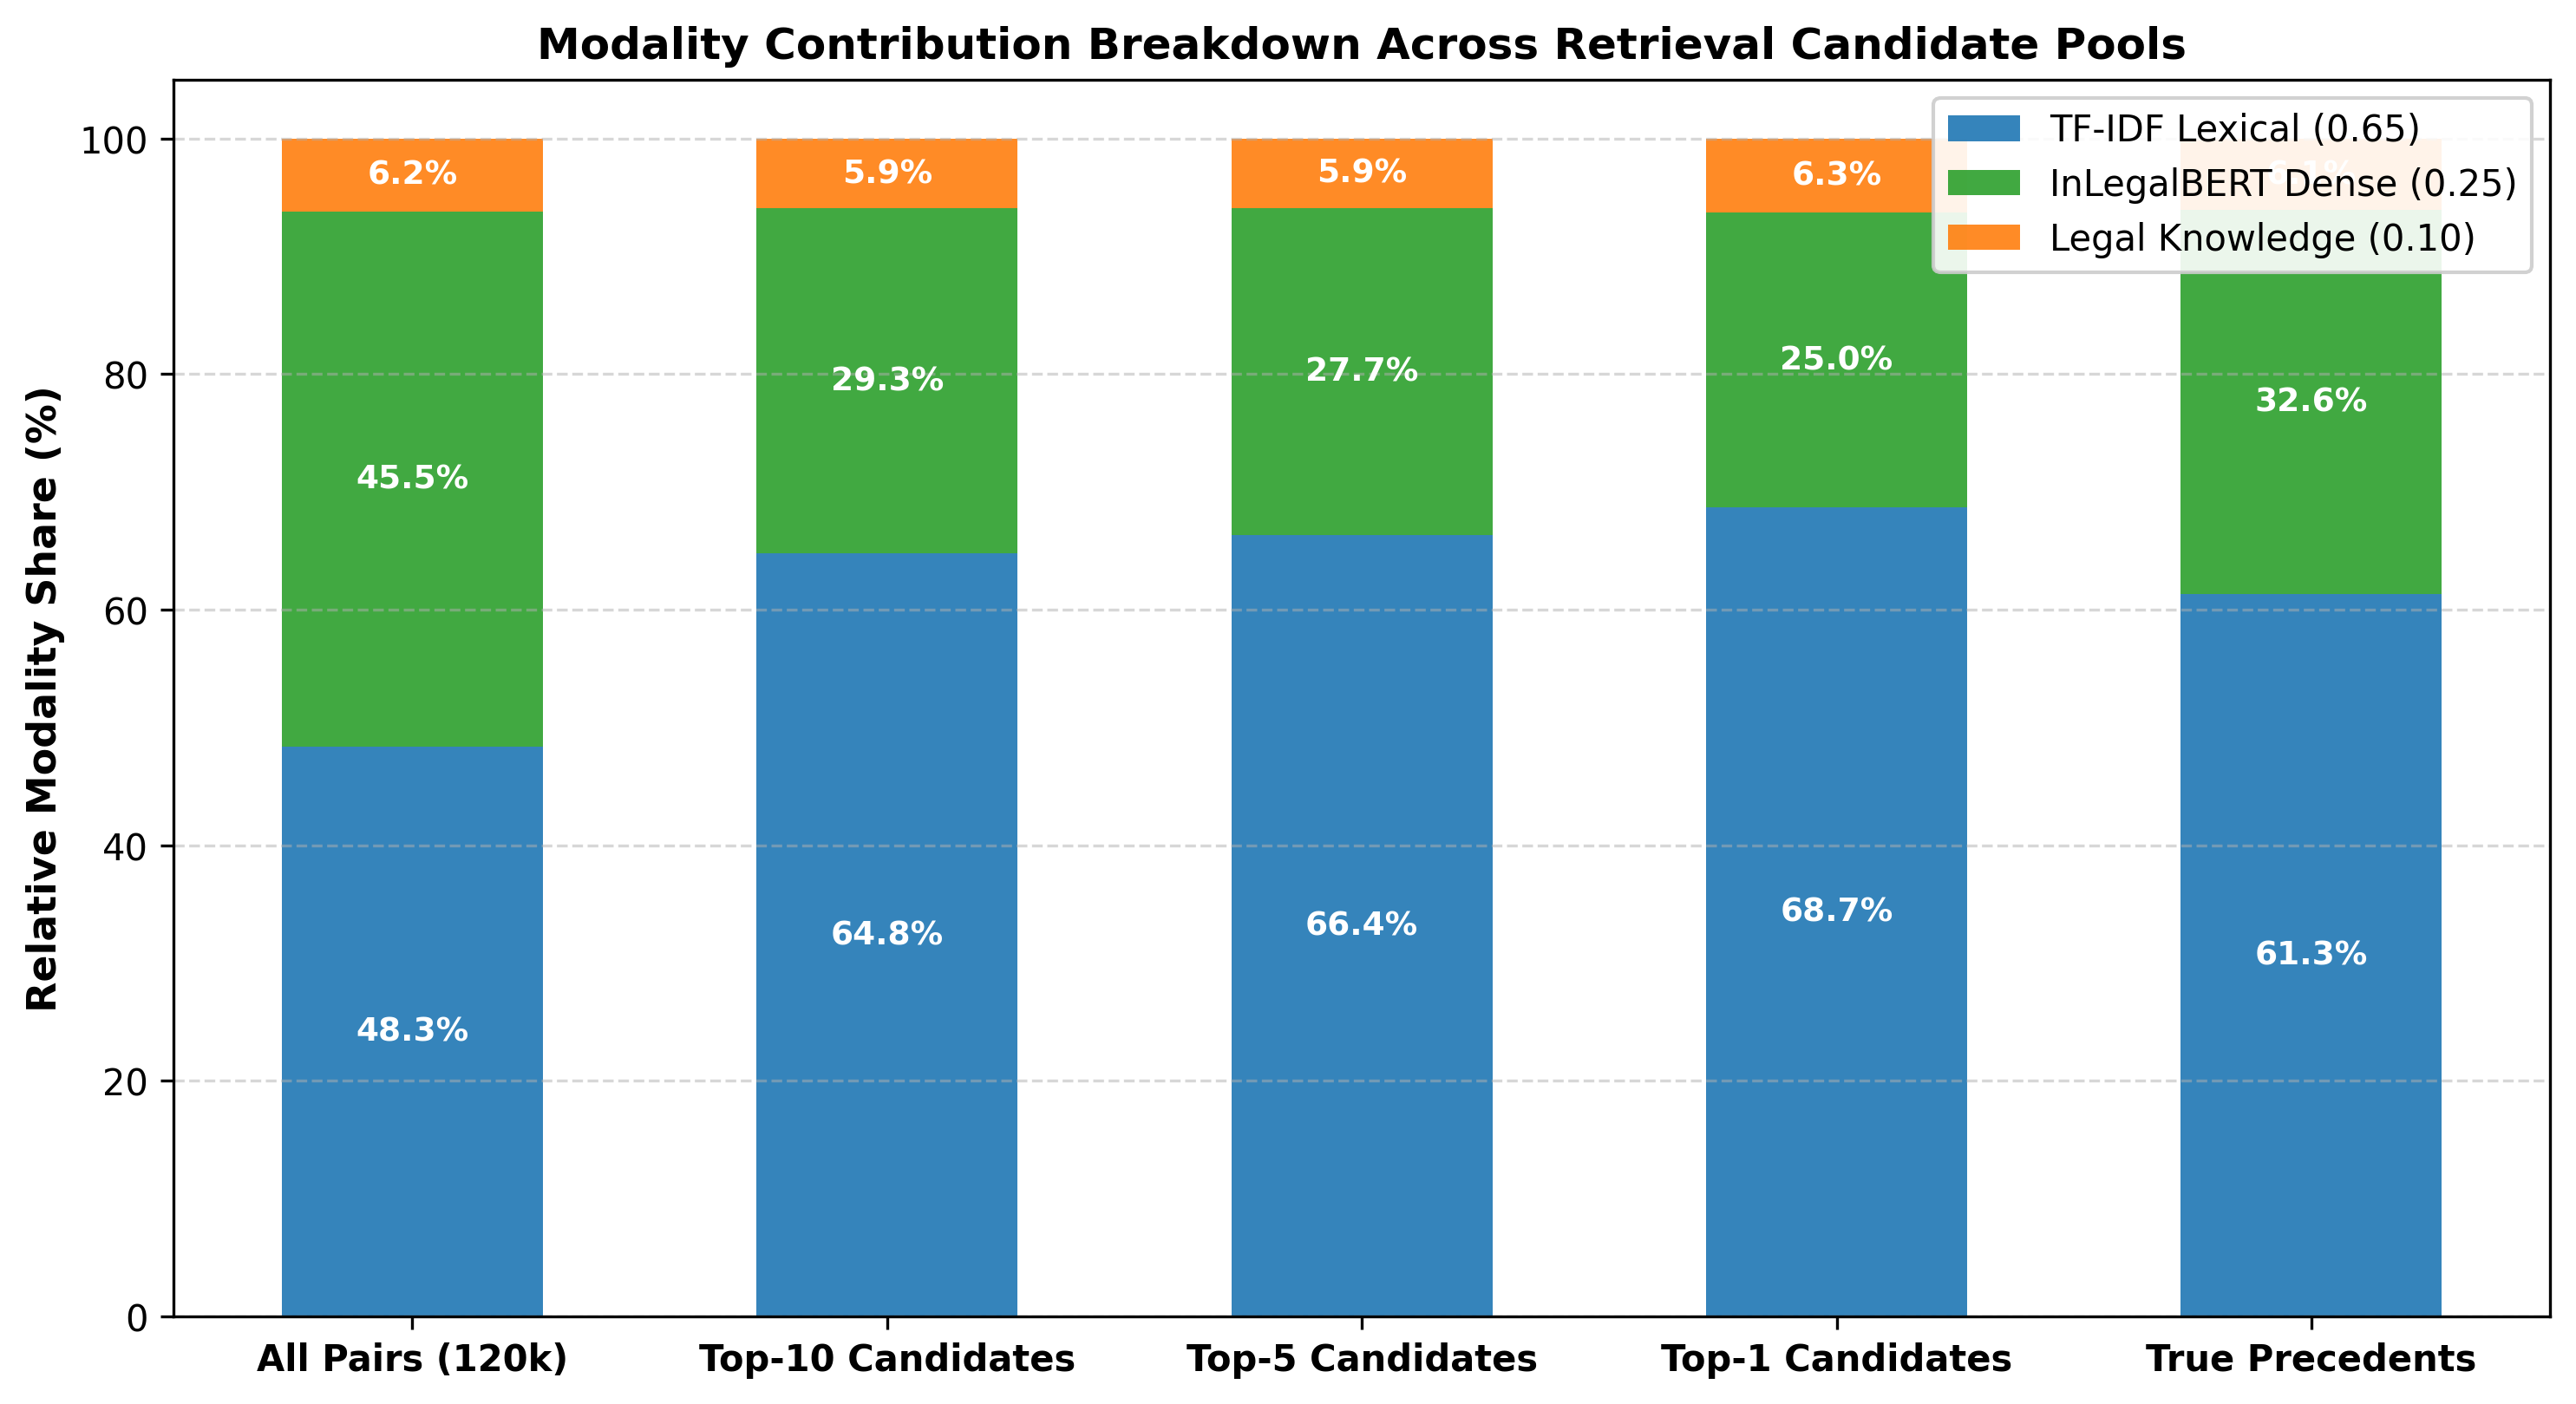 Modality Contribution Breakdown Across Retrieval Candidate Pools
Relative Modality Share (%)
100
80
60
40
20
0
TF-IDF Lexical (0.65)
InLegalBERT Dense (0.25)
Legal Knowledge (0.10)
6.2%
5.9%
5.9%
6.3%
45.5%
29.3%
27.7%
25.0%
32.6%
48.3%
64.8%
66.4%
68.7%
61.3%
All Pairs (120k)
Top-10 Candidates
Top-5 Candidates
Top-1 Candidates
True Precedents